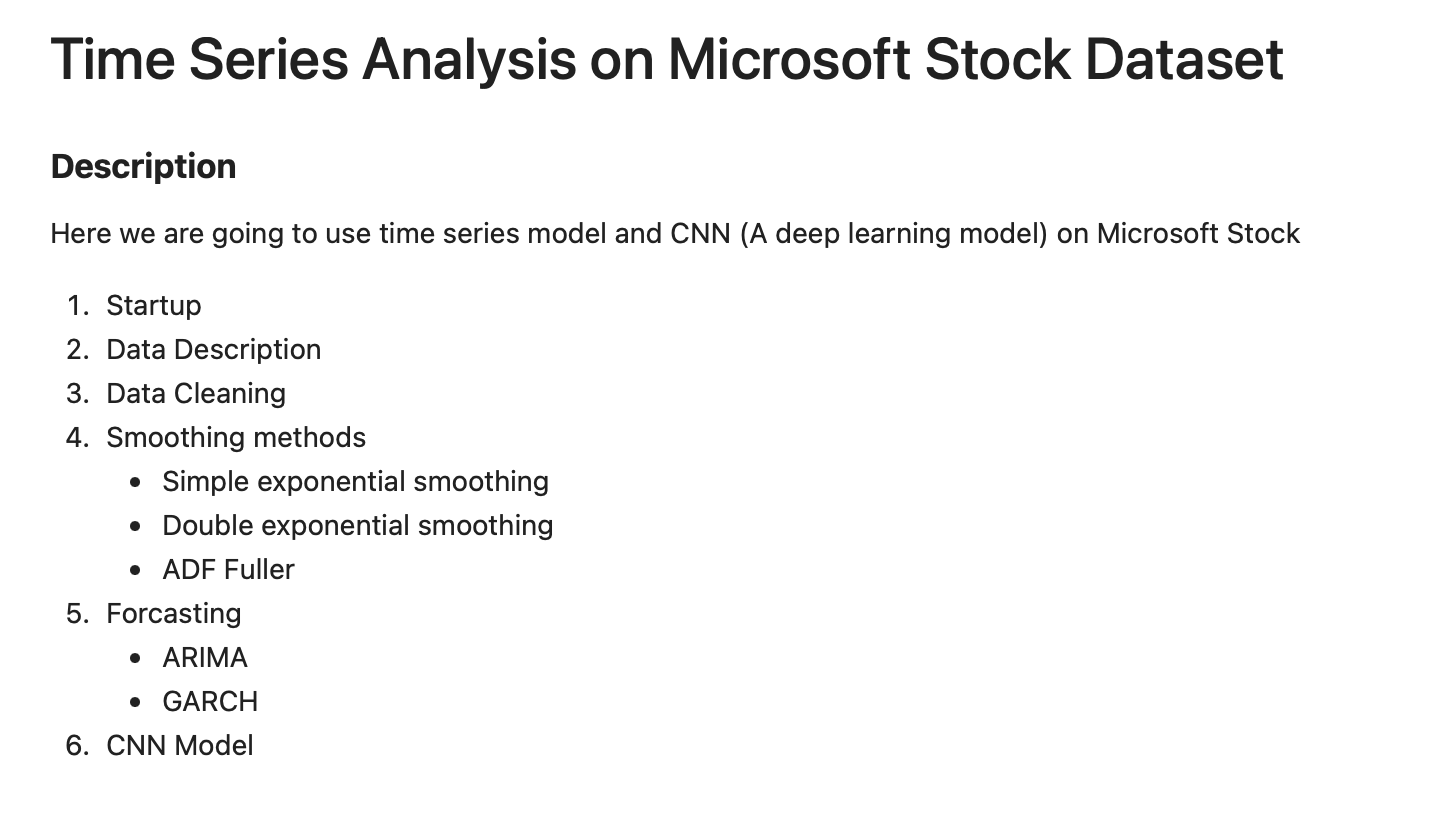 Time Series Analysis on Microsoft Stock Dataset
Description
Here we are going to use time series model and CNN (A deep learning model) on Microsoft Stock
1. Startup
2. Data Description
3. Data Cleaning
4. Smoothing methods
• Simple exponential smoothing
• Double exponential smoothing
• ADF Fuller
5. Forcasting
• ARIMA
• GARCH
6. CNN Model